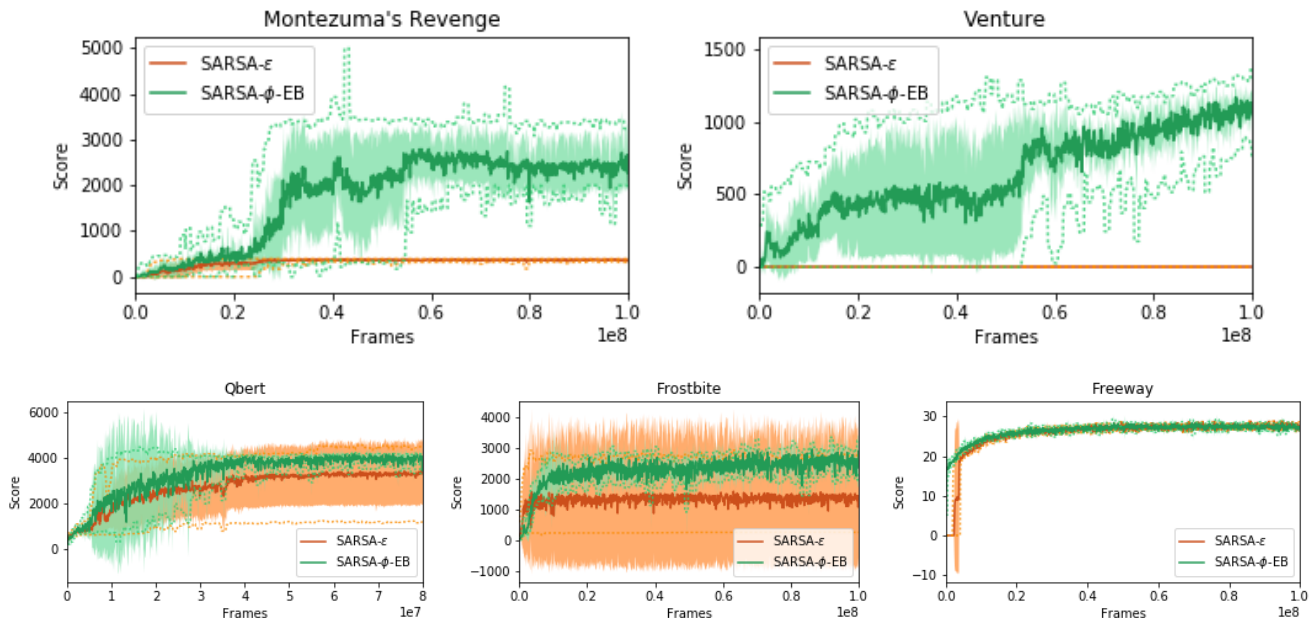 Montezuma's Revenge
5000
4000
3000
2000
1000
0
Score
SARSA-ε
SARSA-ϕ-EB
0.0 0.2 0.4 0.6 0.8 1.0
1e8
Frames
Venture
1500
1000
500
0
Score
SARSA-ε
SARSA-ϕ-EB
0.0 0.2 0.4 0.6 0.8 1.0
1e8
Frames
Qbert
6000
4000
2000
0
Score
SARSA-ε
SARSA-ϕ-EB
0 1 2 3 4 5 6 7 8
1e7
Frames
Frostbite
4000
3000
2000
1000
0
−1000
Score
SARSA-ε
SARSA-ϕ-EB
0.0 0.2 0.4 0.6 0.8 1.0
1e8
Frames
Freeway
30
20
10
0
−10
Score
SARSA-ε
SARSA-ϕ-EB
0.0 0.2 0.4 0.6 0.8 1.0
1e8
Frames